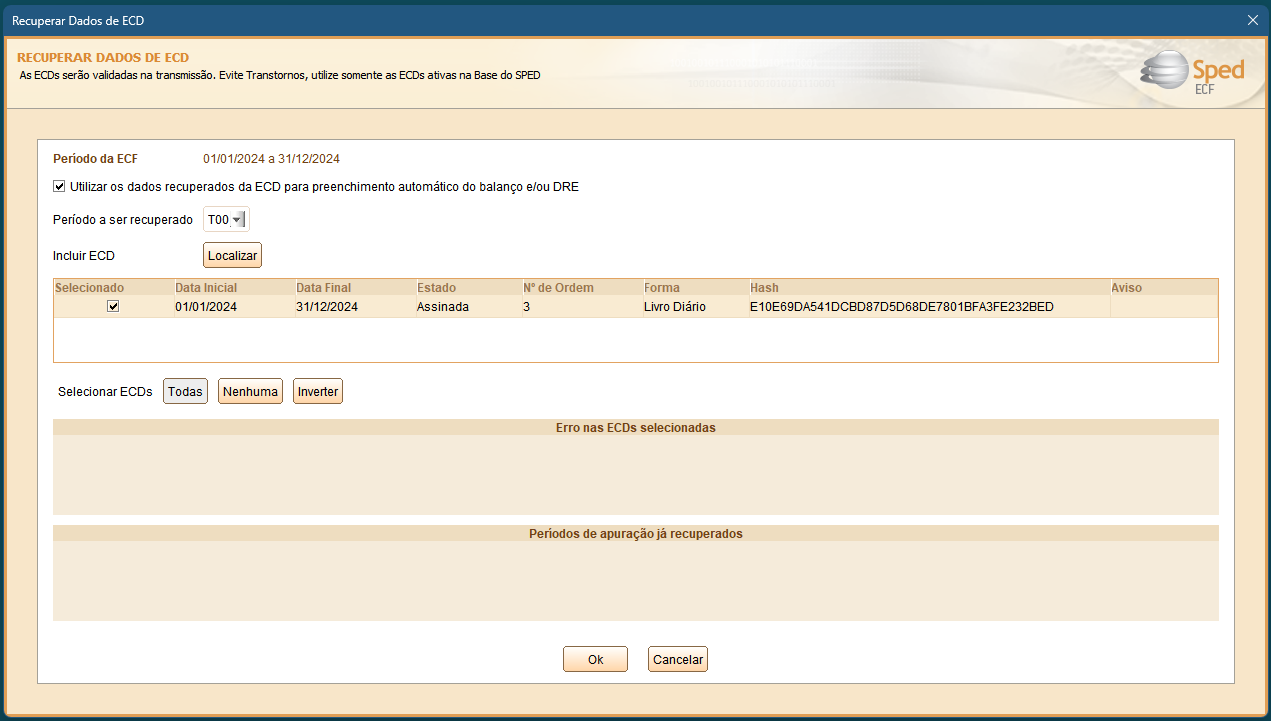 Recuperar Dados de ECD
RECUPERAR DADOS DE ECD
As ECDs serão validadas na transmissão. Evite Transtornos, utilize somente as ECDs ativas na Base do SPED
Sped
ECF
Período da ECF 01/01/2024 a 31/12/2024
Utilizar os dados recuperados da ECD para preenchimento automático do balanço e/ou DRE
Período a ser recuperado T00
Incluir ECD Localizar
Selecionado Data Inicial Data Final Estado Nº de Ordem Forma Hash Aviso
01/01/2024 31/12/2024 Assinada 3 Livro Diário E10E69DA541DCBD87D5D68DE7801BFA3FE232BED
Selecionar ECDs Todas Nenhuma Inverter
Erro nas ECDs selecionadas
Períodos de apuração já recuperados
Ok Cancelar